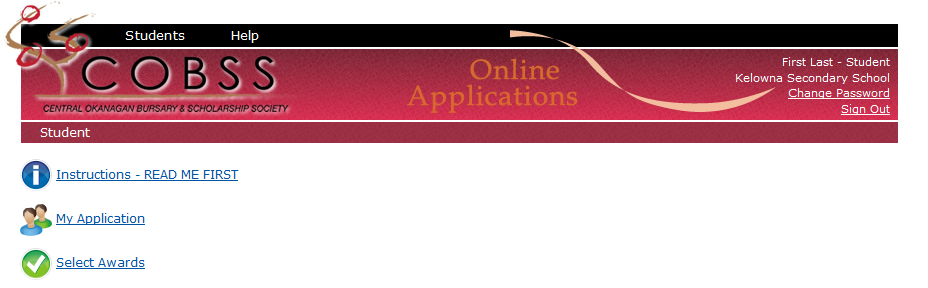 Students Help
COBSS
CENTRAL OKANAGAN BURSARY & SCHOLARSHIP SOCIETY
Online
Applications
First Last - Student
Kelowna Secondary School
Change Password
Sign Out
Student
Instructions - READ ME FIRST
My Application
Select Awards